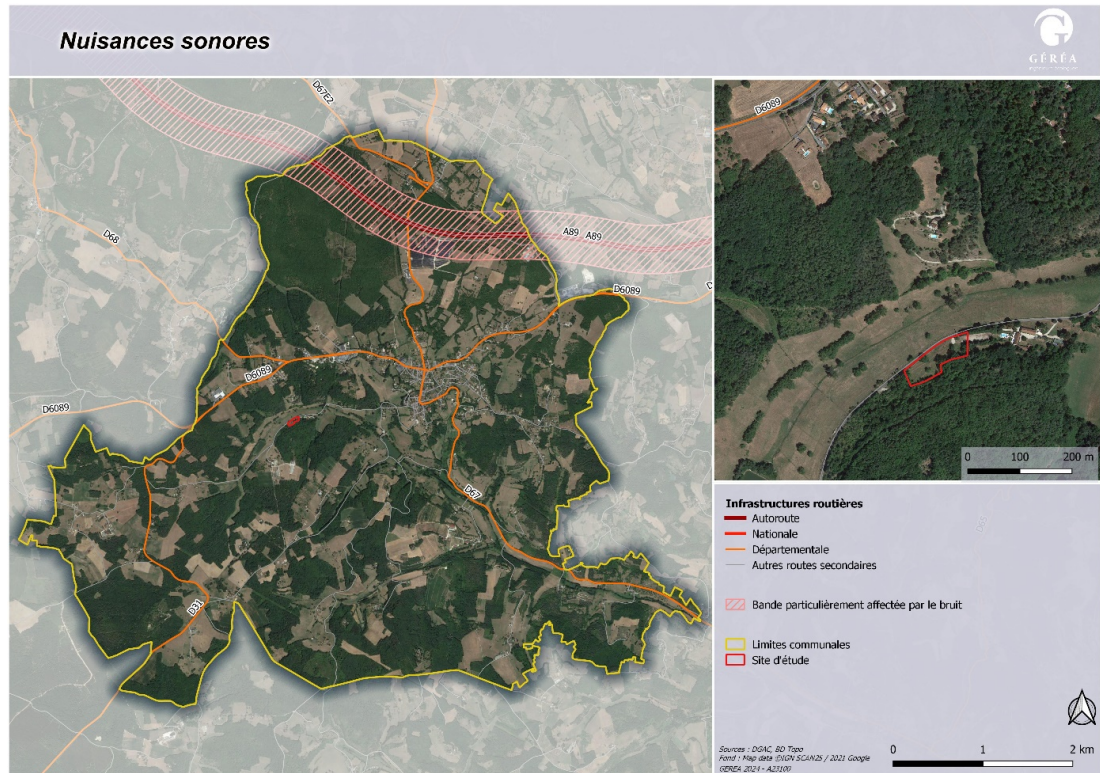 Nuisances sonores
GÉRÉA
D67E2
D68
A89 A89
D6089
D6089
D6089
D67
D31
D6089
0 100 200 m
Infrastructures routières
Autoroute
Nationale
Départementale
Autres routes secondaires
Bande particulièrement affectée par le bruit
Limites communales
Site d'étude
Sources : DGAC, BD Topo
Fond : Map data ©IGN SCAN25 / 2021 Google
GEREA 2024 - A23100
0 1 2 km